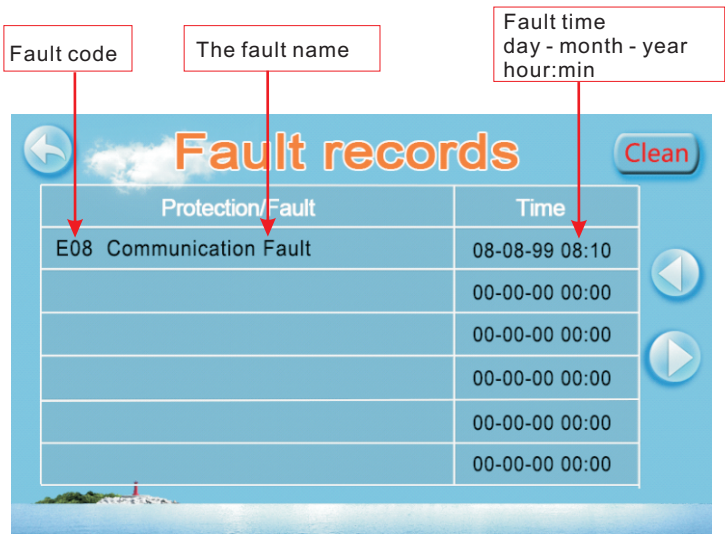 Fault code
The fault name
Fault time
day - month - year
hour:min
Fault records
Clean
Protection/Fault Time
E08 Communication Fault 08-08-99 08:10
00-00-00 00:00
00-00-00 00:00
00-00-00 00:00
00-00-00 00:00
00-00-00 00:00